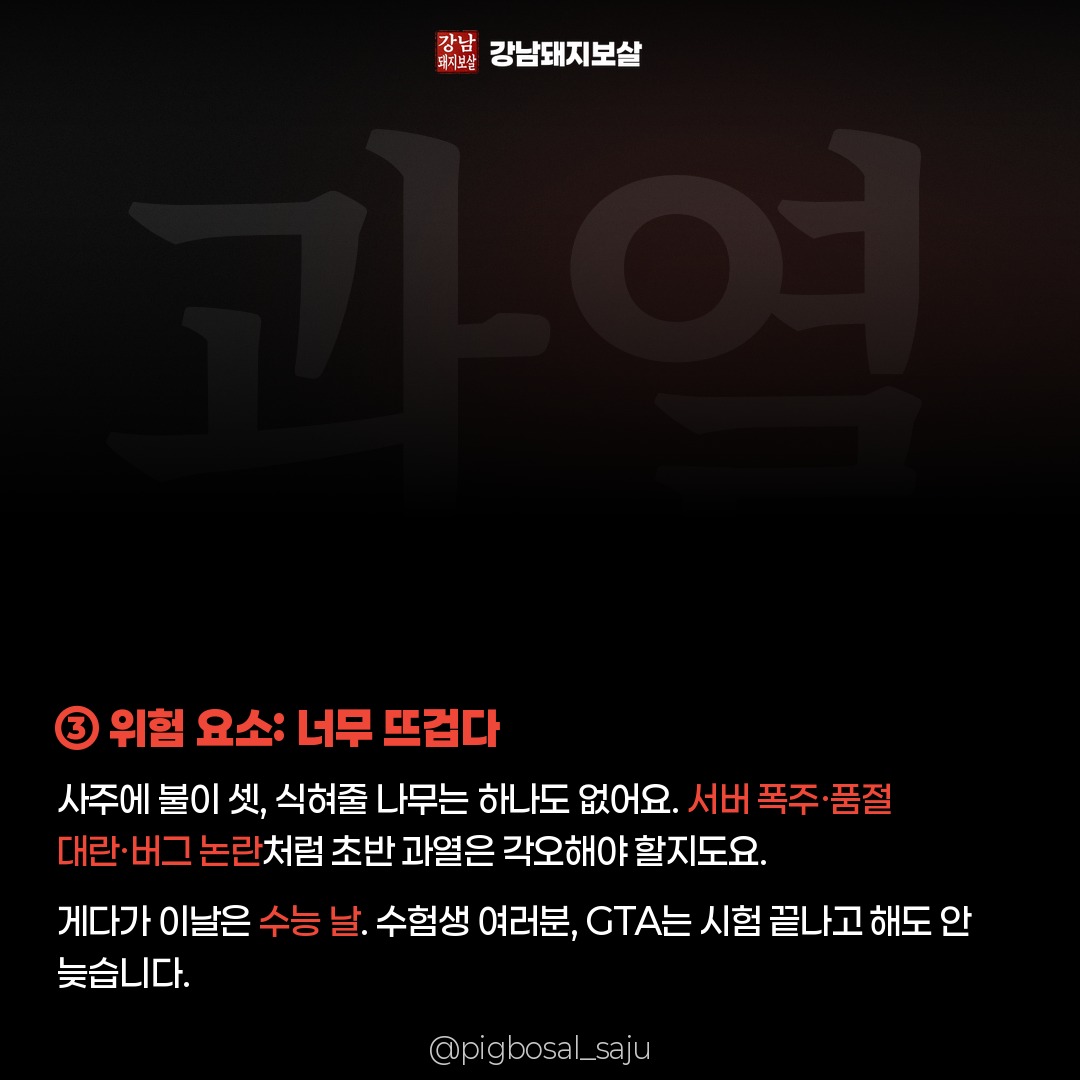 강남
돼지보살
강남돼지보살
과열
③ 위험 요소: 너무 뜨겁다
사주에 불이 셋, 식혀줄 나무는 하나도 없어요. 서버 폭주·품절
대란·버그 논란처럼 초반 과열은 각오해야 할지도요.
게다가 이날은 수능 날. 수험생 여러분, GTA는 시험 끝나고 해도 안
늦습니다.
@pigbosal_saju